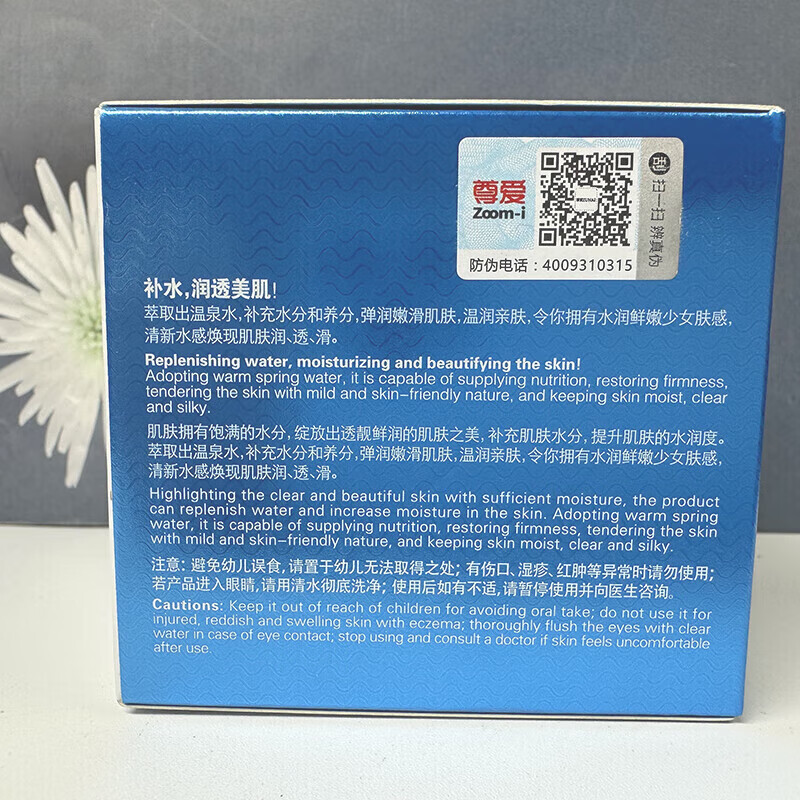 尊爱
Zoom-i
刮 扫一扫 辨真伪
防伪电话：4009310315
补水,润透美肌!
萃取出温泉水,补充水分和养分,弹润嫩滑肌肤,温润亲肤,令你拥有水润鲜嫩少女肤感,
清新水感焕现肌肤润、透、滑。
Replenishing water, moisturizing and beautifying the skin!
Adopting warm spring water, it is capable of supplying nutrition, restoring firmness,
tendering the skin with mild and skin-friendly nature, and keeping skin moist, clear
and silky.
肌肤拥有饱满的水分，绽放出透靓鲜润的肌肤之美，补充肌肤水分，提升肌肤的水润度。
萃取出温泉水,补充水分和养分,弹润嫩滑肌肤,温润亲肤,令你拥有水润鲜嫩少女肤感,
清新水感焕现肌肤润、透、滑。
Highlighting the clear and beautiful skin with sufficient moisture, the product
can replenish water and increase moisture in the skin. Adopting warm spring
water, it is capable of supplying nutrition, restoring firmness, tendering the skin
with mild and skin-friendly nature, and keeping skin moist, clear and silky.
注意：避免幼儿误食,请置于幼儿无法取得之处；有伤口、湿疹、红肿等异常时请勿使用；
若产品进入眼睛,请用清水彻底洗净；使用后如有不适,请暂停使用并向医生咨询。
Cautions: Keep it out of reach of children for avoiding oral take; do not use it for
injured, reddish and swelling skin with eczema; thoroughly flush the eyes with clear
water in case of eye contact; stop using and consult a doctor if skin feels uncomfortable
after use.